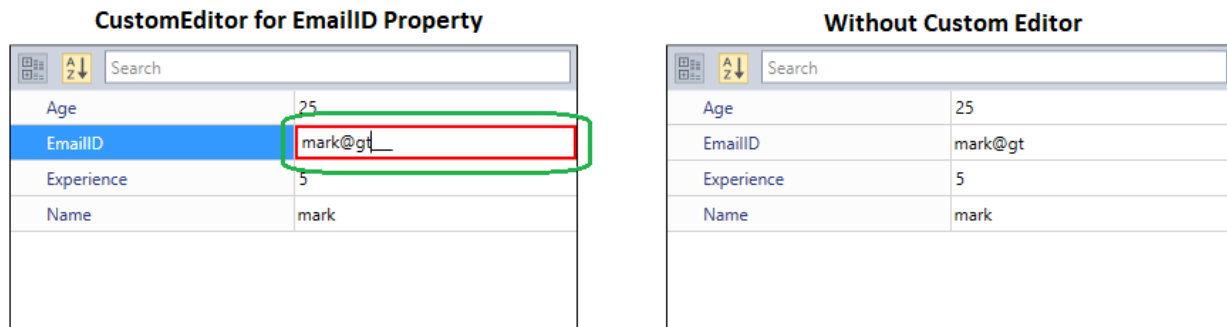 CustomEditor for EmailID Property
Search
Age 25
EmailID mark@gt__
Experience 5
Name mark
Without Custom Editor
Search
Age 25
EmailID mark@gt
Experience 5
Name mark